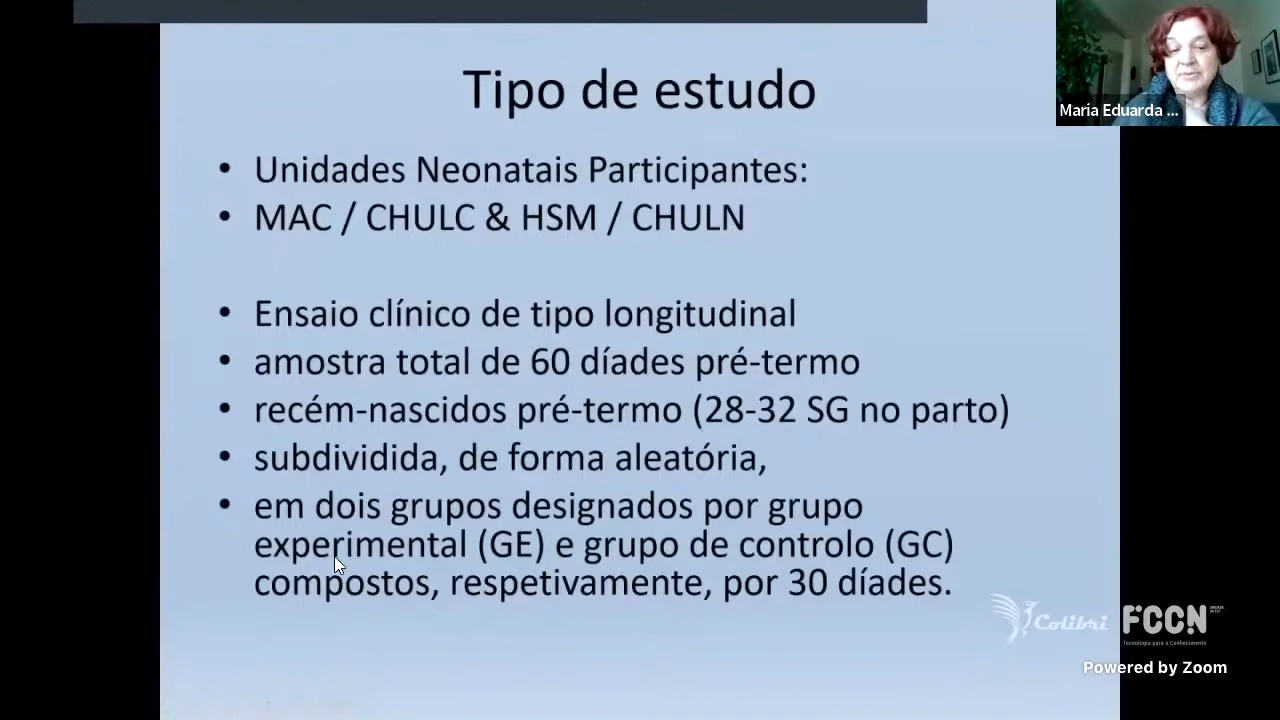 Tipo de estudo
Maria Eduarda ...
• Unidades Neonatais Participantes:
• MAC / CHULC & HSM / CHULN
• Ensaio clínico de tipo longitudinal
• amostra total de 60 díades pré-termo
• recém-nascidos pré-termo (28-32 SG no parto)
• subdividida, de forma aleatória,
• em dois grupos designados por grupo
experimental (GE) e grupo de controlo (GC)
compostos, respetivamente, por 30 díades.
Colibri
FCCN
Tecnologia para o Conhecimento
Powered by Zoom